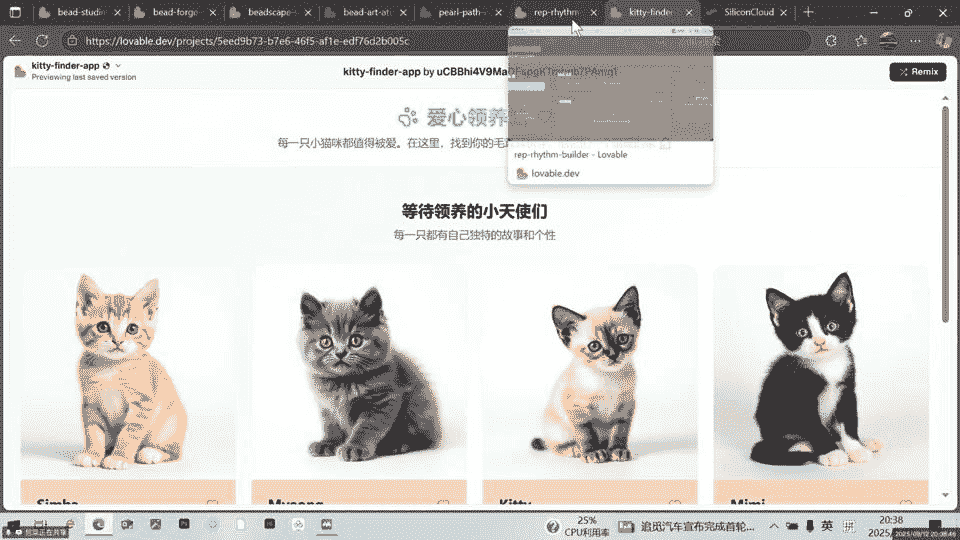 bead-studio
bead-forge
beadscape
bead-art-at
pearl-path
rep-rhythm
kitty-finder
SiliconCloud
https://lovable.dev/projects/5eed9b73-b7e6-46f5-af1e-edf76d2b005c
kitty-finder-app
Previewing last saved version
kitty-finder-app by
Remix
爱心领养
每一只小猫咪都值得被爱。在这里，找到你的毛
rep-rhythm-builder - Lovable
lovable.dev
等待领养的小天使们
每一只都有自己独特的故事和个性
Simba
Kitty
Mimi
25%
CPU利用率
追觅汽车宣布完成首轮...
英
拼
20:38